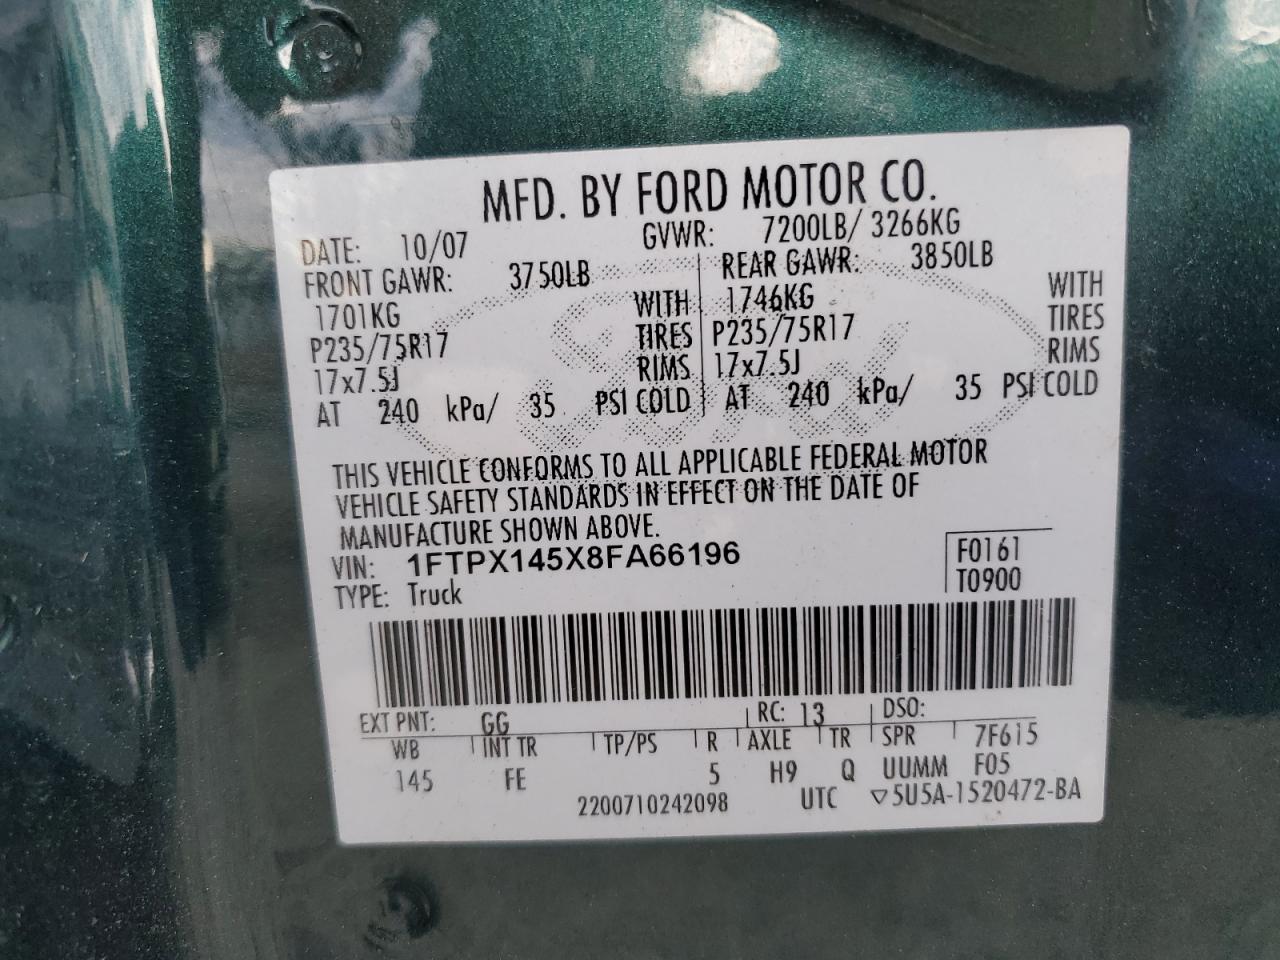 MFD. BY FORD MOTOR CO.
DATE: 10/07 GVWR: 7200LB/ 3266KG
FRONT GAWR: 3750LB REAR GAWR: 3850LB
1701KG WITH 1746KG WITH
P235/75R17 TIRES P235/75R17 TIRES
17x7.5J RIMS 17x7.5J RIMS
AT 240 kPa/ 35 PSI COLD AT 240 kPa/ 35 PSI COLD
THIS VEHICLE CONFORMS TO ALL APPLICABLE FEDERAL MOTOR
VEHICLE SAFETY STANDARDS IN EFFECT ON THE DATE OF
MANUFACTURE SHOWN ABOVE.
VIN: 1FTPX145X8FA66196 F0161
TYPE: Truck T0900
EXT PNT: GG RC: 13 DSO:
WB INT TR TP/PS R AXLE TR SPR 7F615
145 FE 5 H9 Q UUMM F05
2200710242098 UTC ▽5U5A-1520472-BA